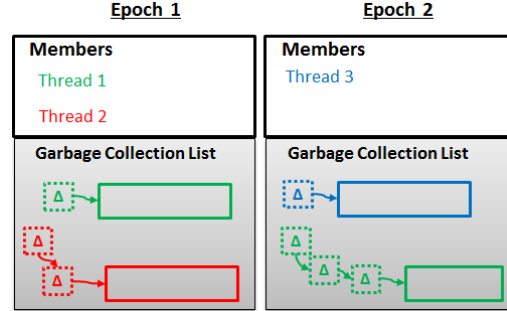 Epoch 1
Members
Thread 1
Thread 2
Garbage Collection List
Δ
Δ
Δ
Epoch 2
Members
Thread 3
Garbage Collection List
Δ
Δ
Δ
Δ